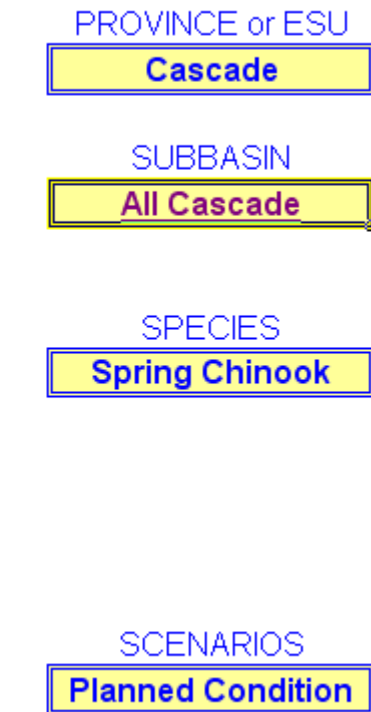 PROVINCE or ESU
Cascade
SUBBASIN
All Cascade
SPECIES
Spring Chinook
SCENARIOS
Planned Condition